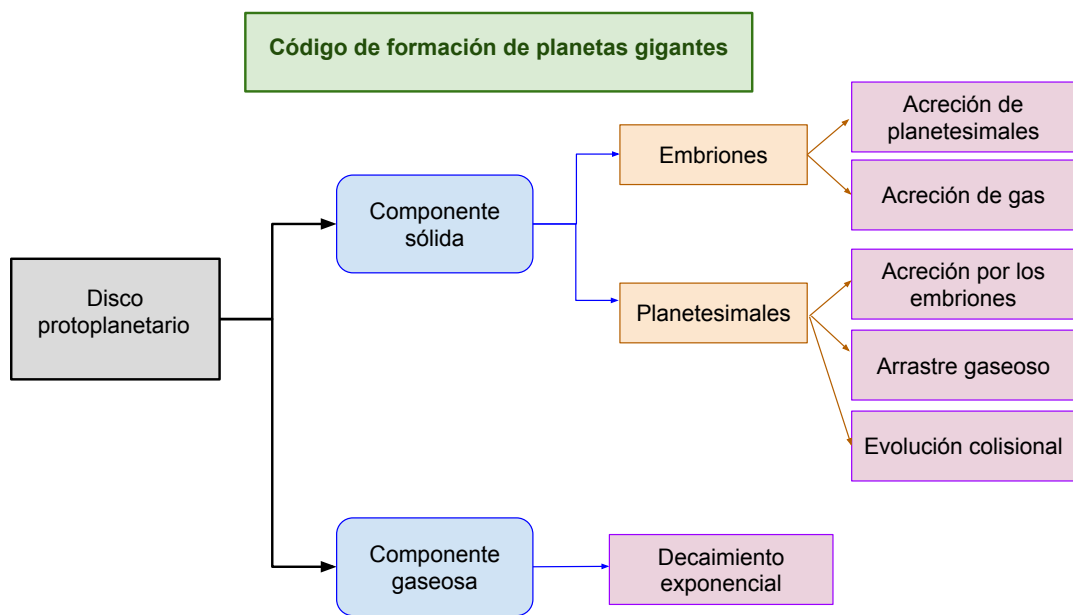 Código de formación de planetas gigantes
Acreción de
planetesimales
Embriones
Acreción de gas
Componente
sólida
Acreción por los
embriones
Disco
protoplanetario
Planetesimales
Arrastre gaseoso
Evolución colisional
Componente
gaseosa
Decaimiento
exponencial